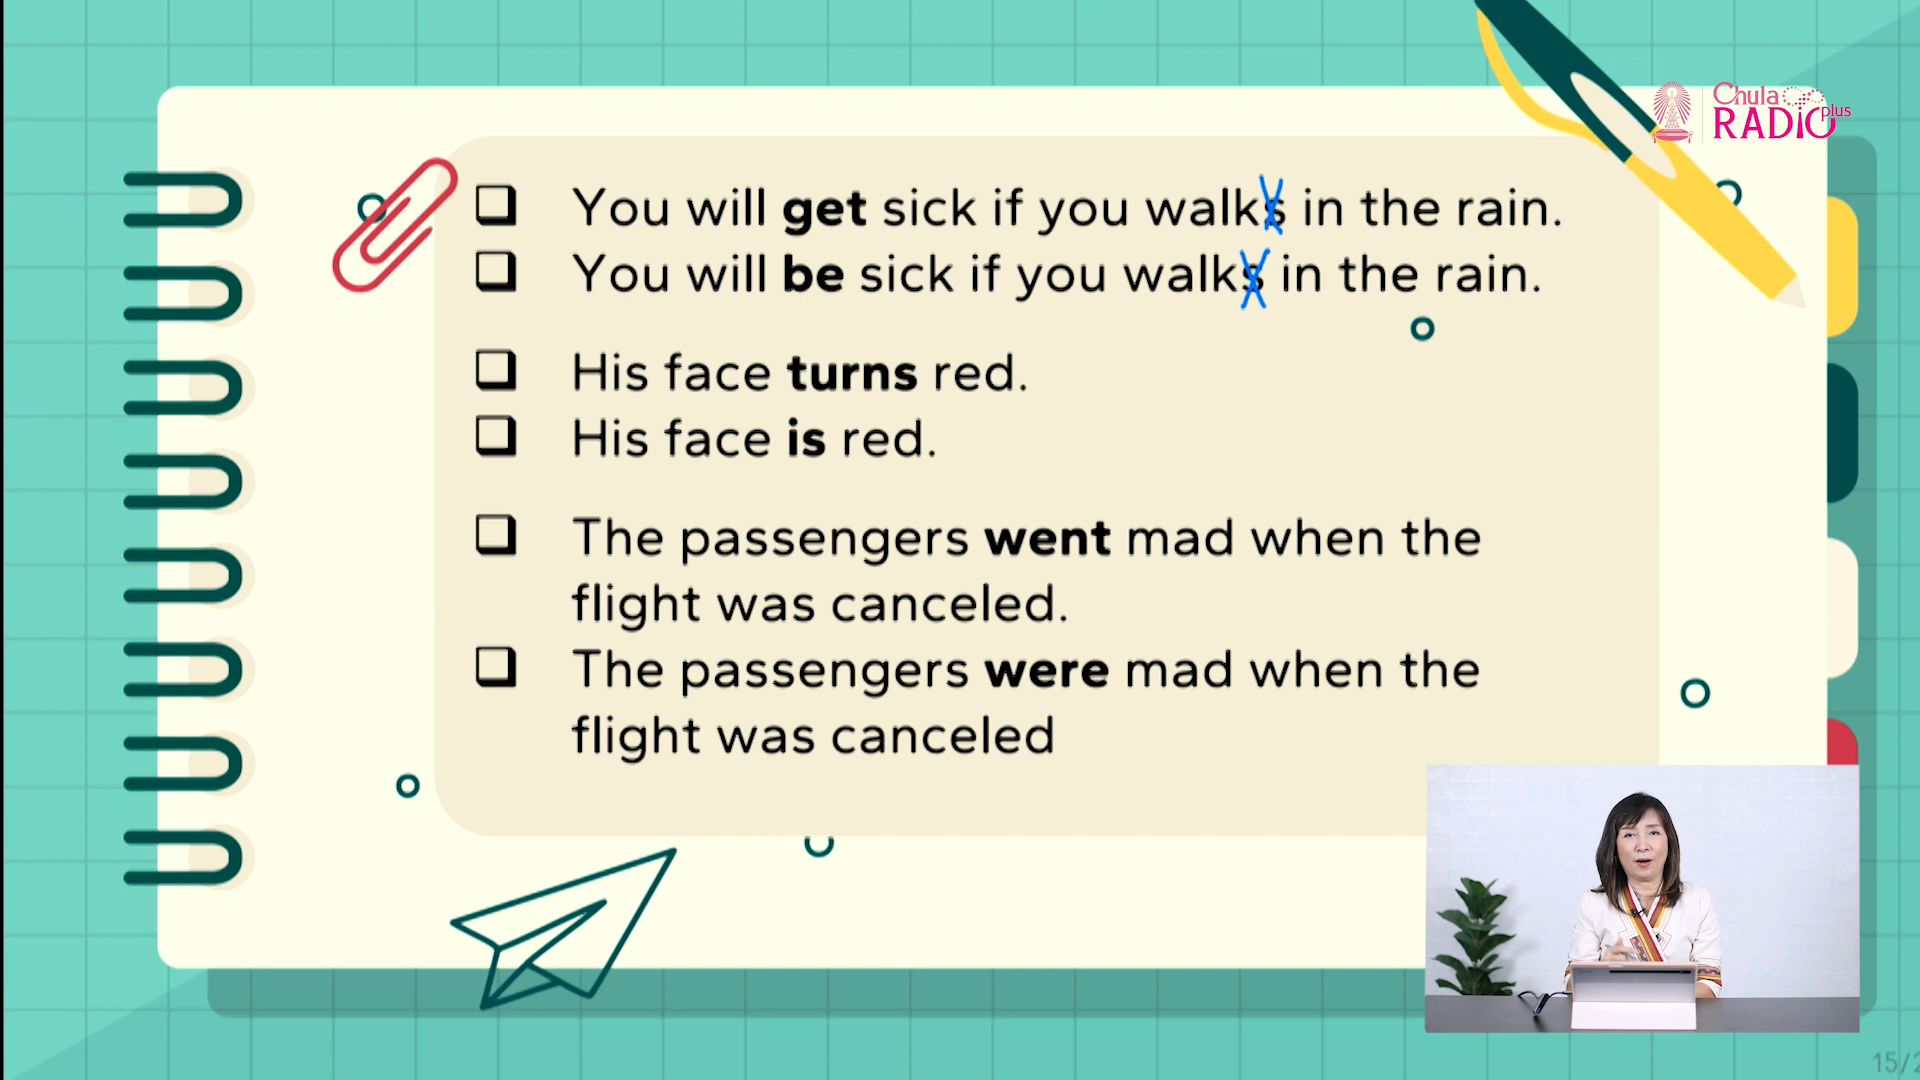 Chula
RADIO plus
❑ You will get sick if you walks in the rain.
❑ You will be sick if you walks in the rain.
❑ His face turns red.
❑ His face is red.
❑ The passengers went mad when the
flight was canceled.
❑ The passengers were mad when the
flight was canceled